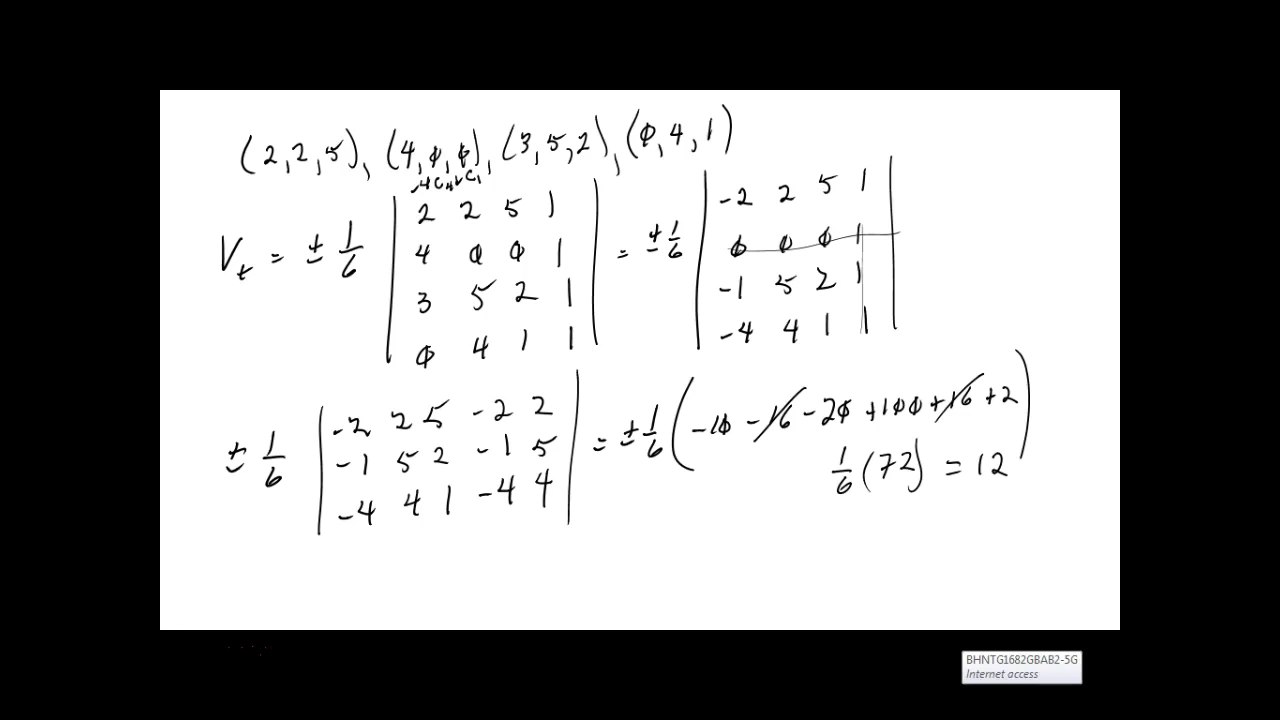 (2,2,5), (4,0,0), (3,5,2), (0,4,1)
-4C₄+C₁
V_t = ± 1/6 | 2 2 5 1 | = ± 1/6 | -2 2 5 1 |
| 4 0 0 1 | | 0 0 0 1 |
| 3 5 2 1 | | -1 5 2 1 |
| 0 4 1 1 | | -4 4 1 1 |
± 1/6 | -2 2 5 -2 2 | = ± 1/6 ( -10 - 16 - 20 + 100 + 16 + 2 )
| -1 5 2 -1 5 | 1/6 (72) = 12
| -4 4 1 -4 4 |
BHNTG1682GBAB2-5G
Internet access